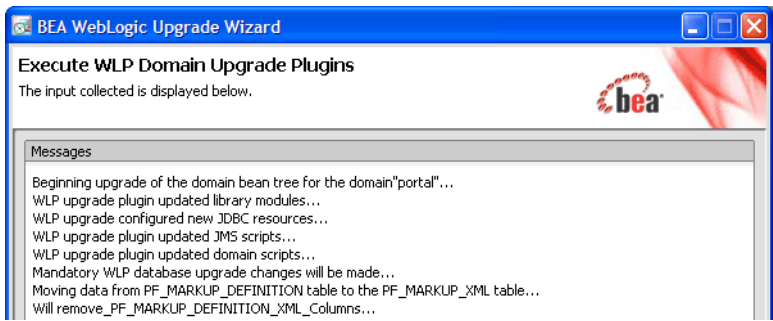 BEA WebLogic Upgrade Wizard
Execute WLP Domain Upgrade Plugins
The input collected is displayed below.
bea
Messages
Beginning upgrade of the domain bean tree for the domain"portal"...
WLP upgrade plugin updated library modules...
WLP upgrade configured new JDBC resources...
WLP upgrade plugin updated JMS scripts...
WLP upgrade plugin updated domain scripts...
Mandatory WLP database upgrade changes will be made...
Moving data from PF_MARKUP_DEFINITION table to the PF_MARKUP_XML table...
Will remove_PF_MARKUP_DEFINITION_XML_Columns...